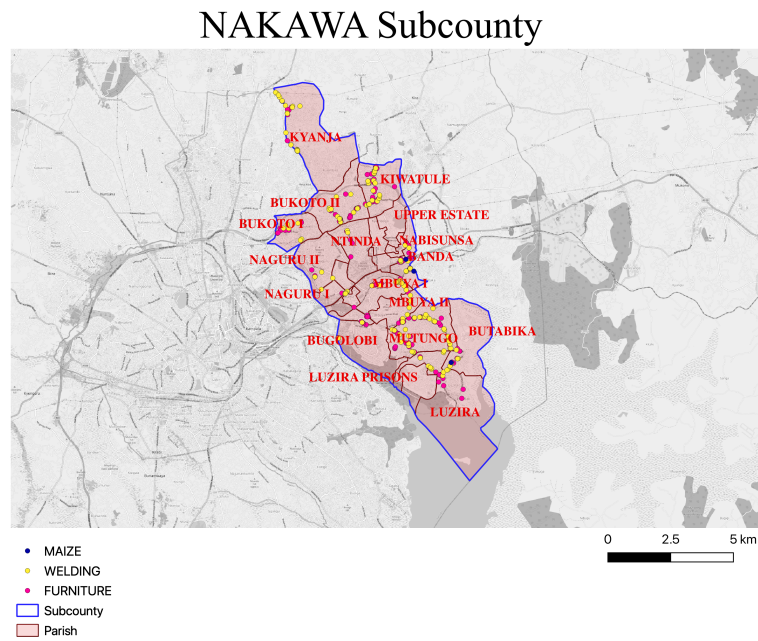 NAKAWA Subcounty
KYANJA
KIWATULE
BUKOTO II
UPPER ESTATE
BUKOTO I
NTINDA
NABISUNSA
BANDA
NAGURU II
MBUYA I
NAGURU I
MBUYA II
BUTABIKA
BUGOLOBI
MUTUNGO
LUZIRA PRISONS
LUZIRA
0 2.5 5 km
MAIZE
WELDING
FURNITURE
Subcounty
Parish